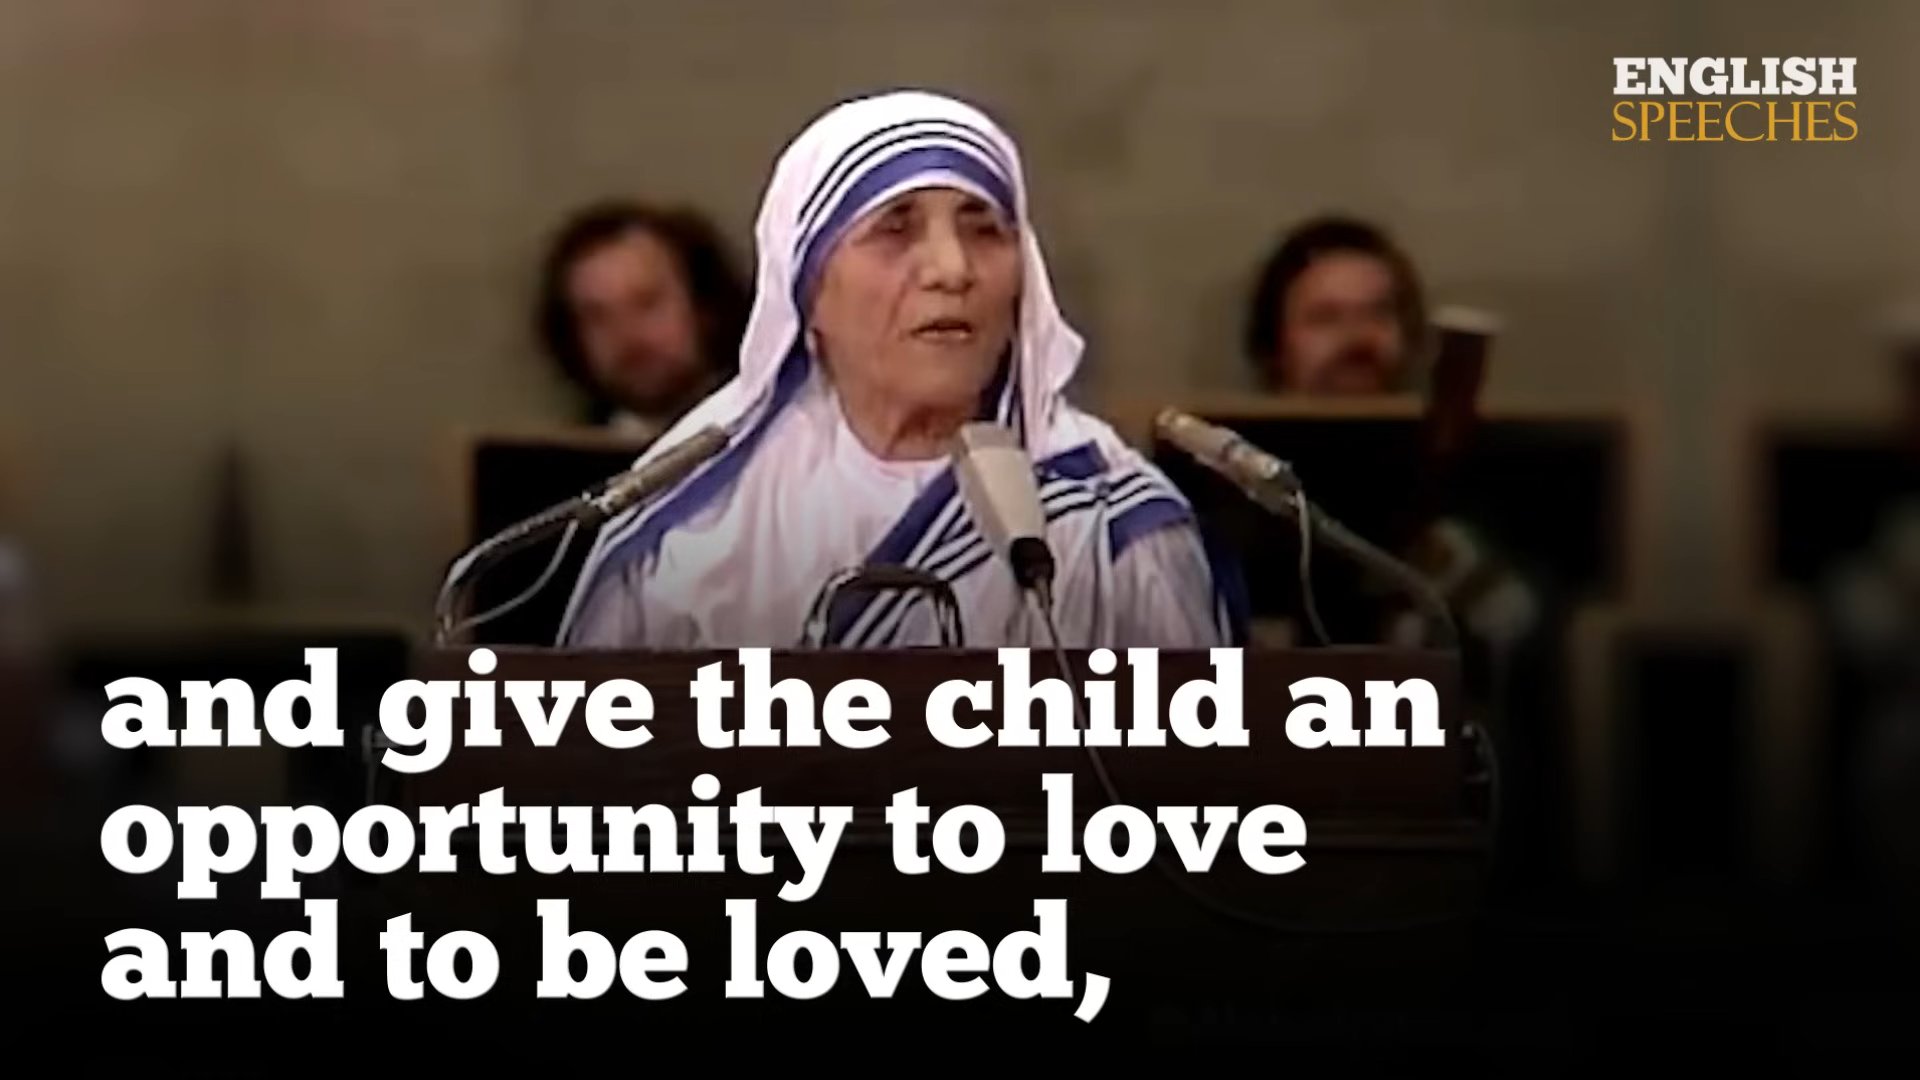 ENGLISH
SPEECHES
and give the child an
opportunity to love
and to be loved,